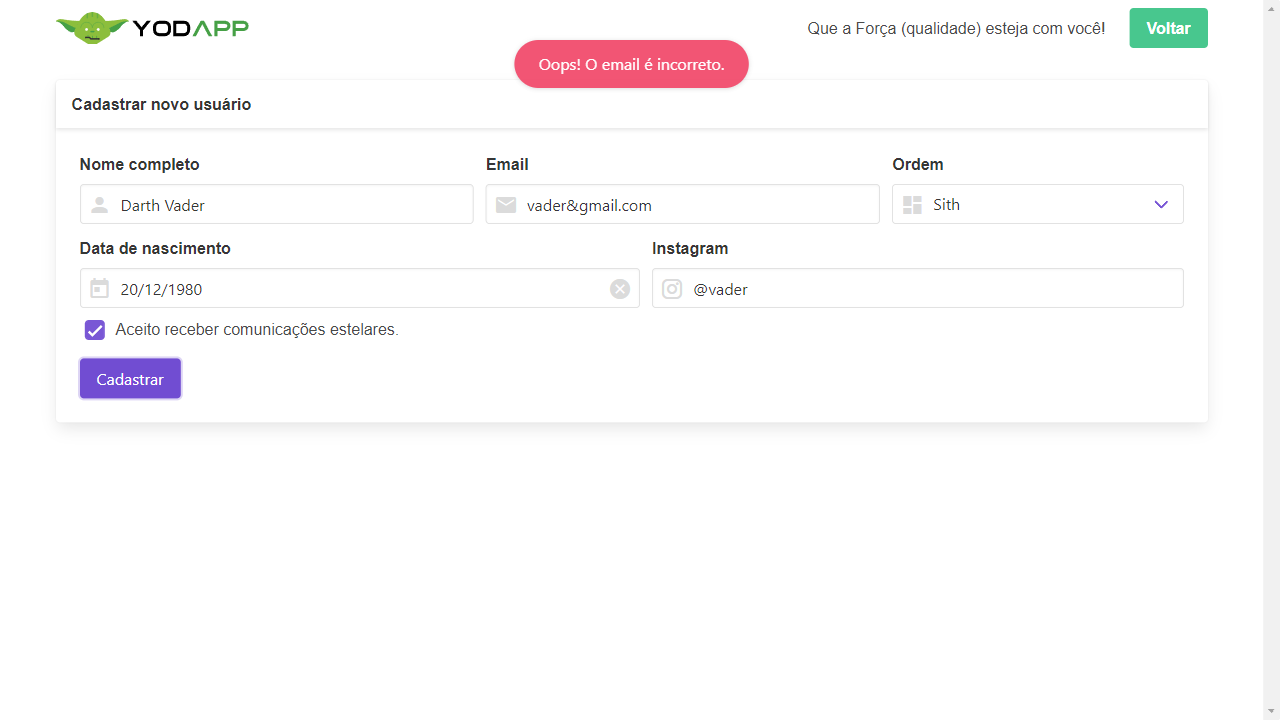 YODAPP
Que a Força (qualidade) esteja com você!
Voltar
Oops! O email é incorreto.
Cadastrar novo usuário
Nome completo
Email
Ordem
Darth Vader
vader&gmail.com
Sith
Data de nascimento
Instagram
20/12/1980
@vader
Aceito receber comunicações estelares.
Cadastrar